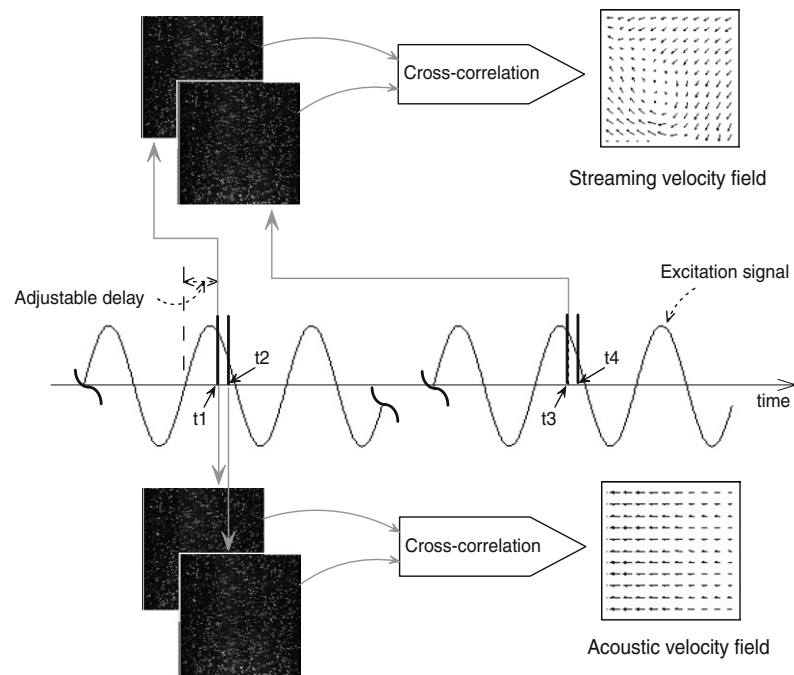 Cross-correlation
Streaming velocity field
Adjustable delay
Excitation signal
t2
t4
t1
t3
time
Cross-correlation
Acoustic velocity field